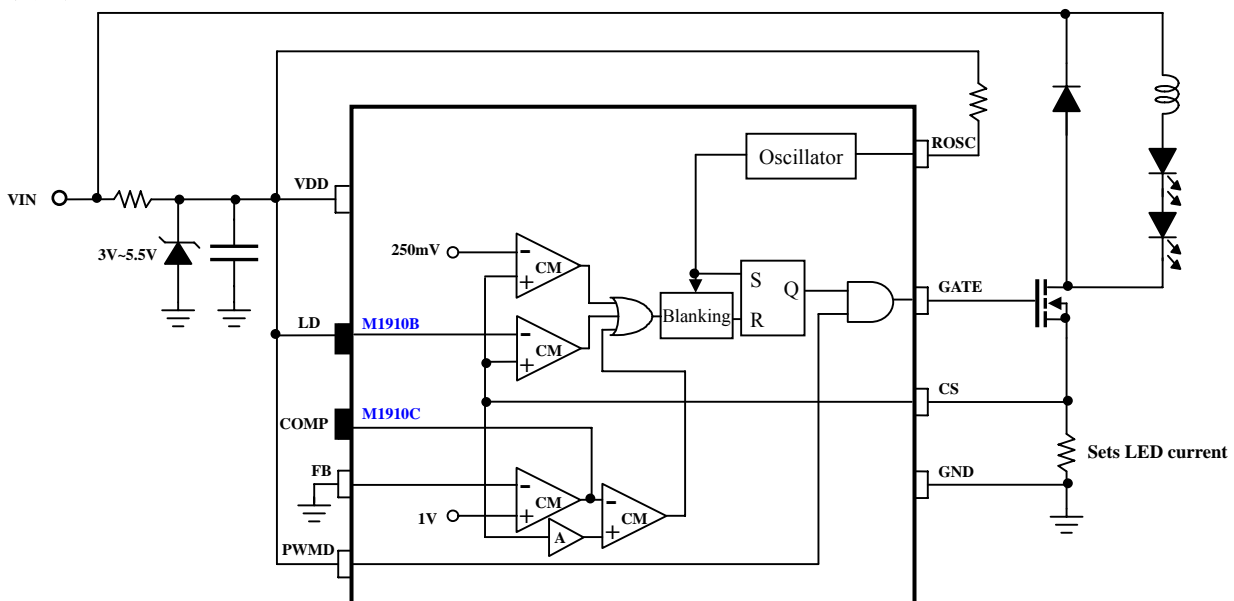 ROSC
Oscillator
VDD
VIN
3V~5.5V
250mV
-
+
CM
S
Q
R
GATE
Blanking
LD
M1910B
-
+
CM
CS
COMP
M1910C
Sets LED current
FB
-
+
CM
GND
1V
-
+
CM
A
PWMD